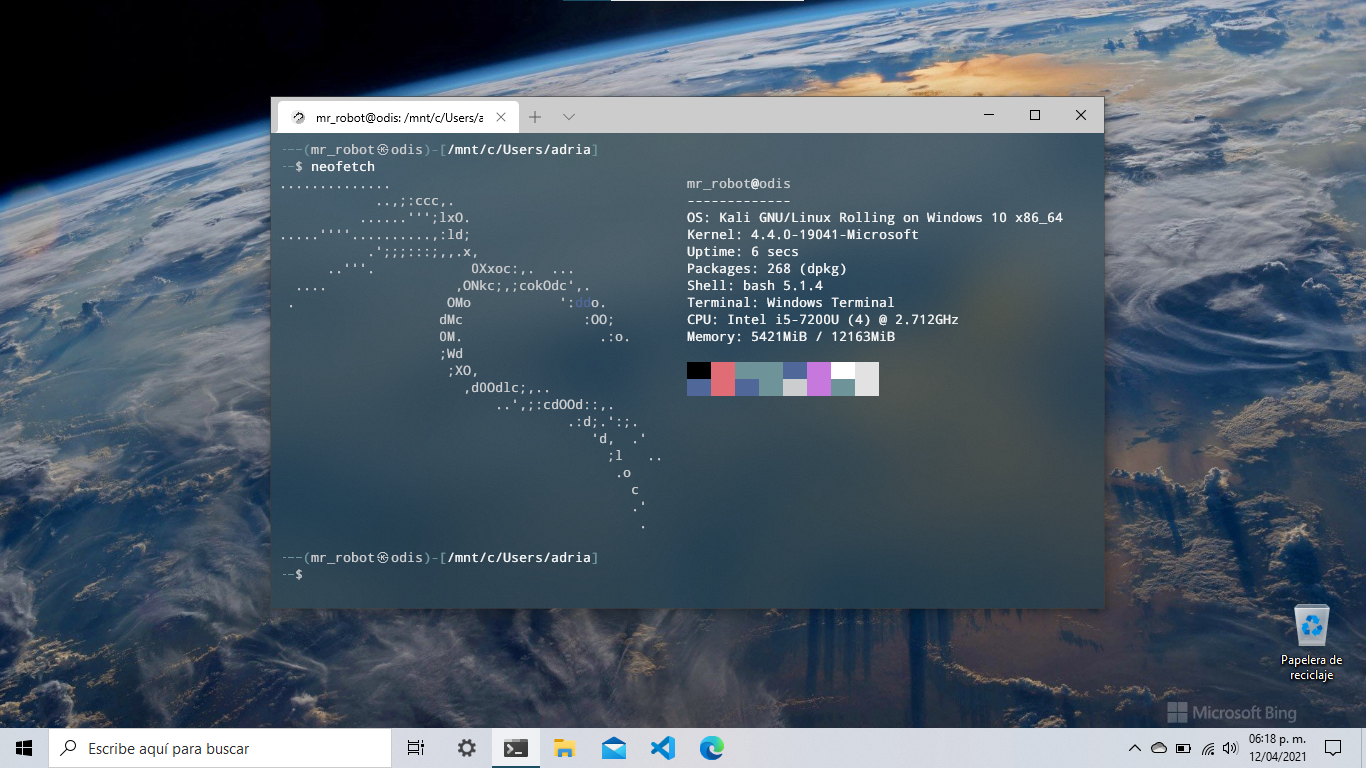 mr_robot@odis: /mnt/c/Users/a
---(mr_robot㉿odis)-[/mnt/c/Users/adria]
--$ neofetch
..............
            ..,;:ccc,.
          ......''';lxO.
.....''''..........,:ld;
           .';;;:::;,,.x,
      ..'''.            0Xxoc:,.  ...
  ....                ,ONkc;,;cokOdc',.
 .                   OMo           ':ddo.
                    dMc               :OO;
                    0M.                 .:o.
                    ;Wd
                     ;XO,
                       ,d0Odlc;,..
                           ..',;:cdOOd::,.
                                    .:d;.':;.
                                       'd,  .'
                                         ;l   ..
                                          .o
                                            c
                                            .'
                                             .
mr_robot@odis
-------------
OS: Kali GNU/Linux Rolling on Windows 10 x86_64
Kernel: 4.4.0-19041-Microsoft
Uptime: 6 secs
Packages: 268 (dpkg)
Shell: bash 5.1.4
Terminal: Windows Terminal
CPU: Intel i5-7200U (4) @ 2.712GHz
Memory: 5421MiB / 12163MiB
---(mr_robot㉿odis)-[/mnt/c/Users/adria]
--$
Papelera de
reciclaje
Microsoft Bing
Escribe aquí para buscar
06:18 p. m.
12/04/2021